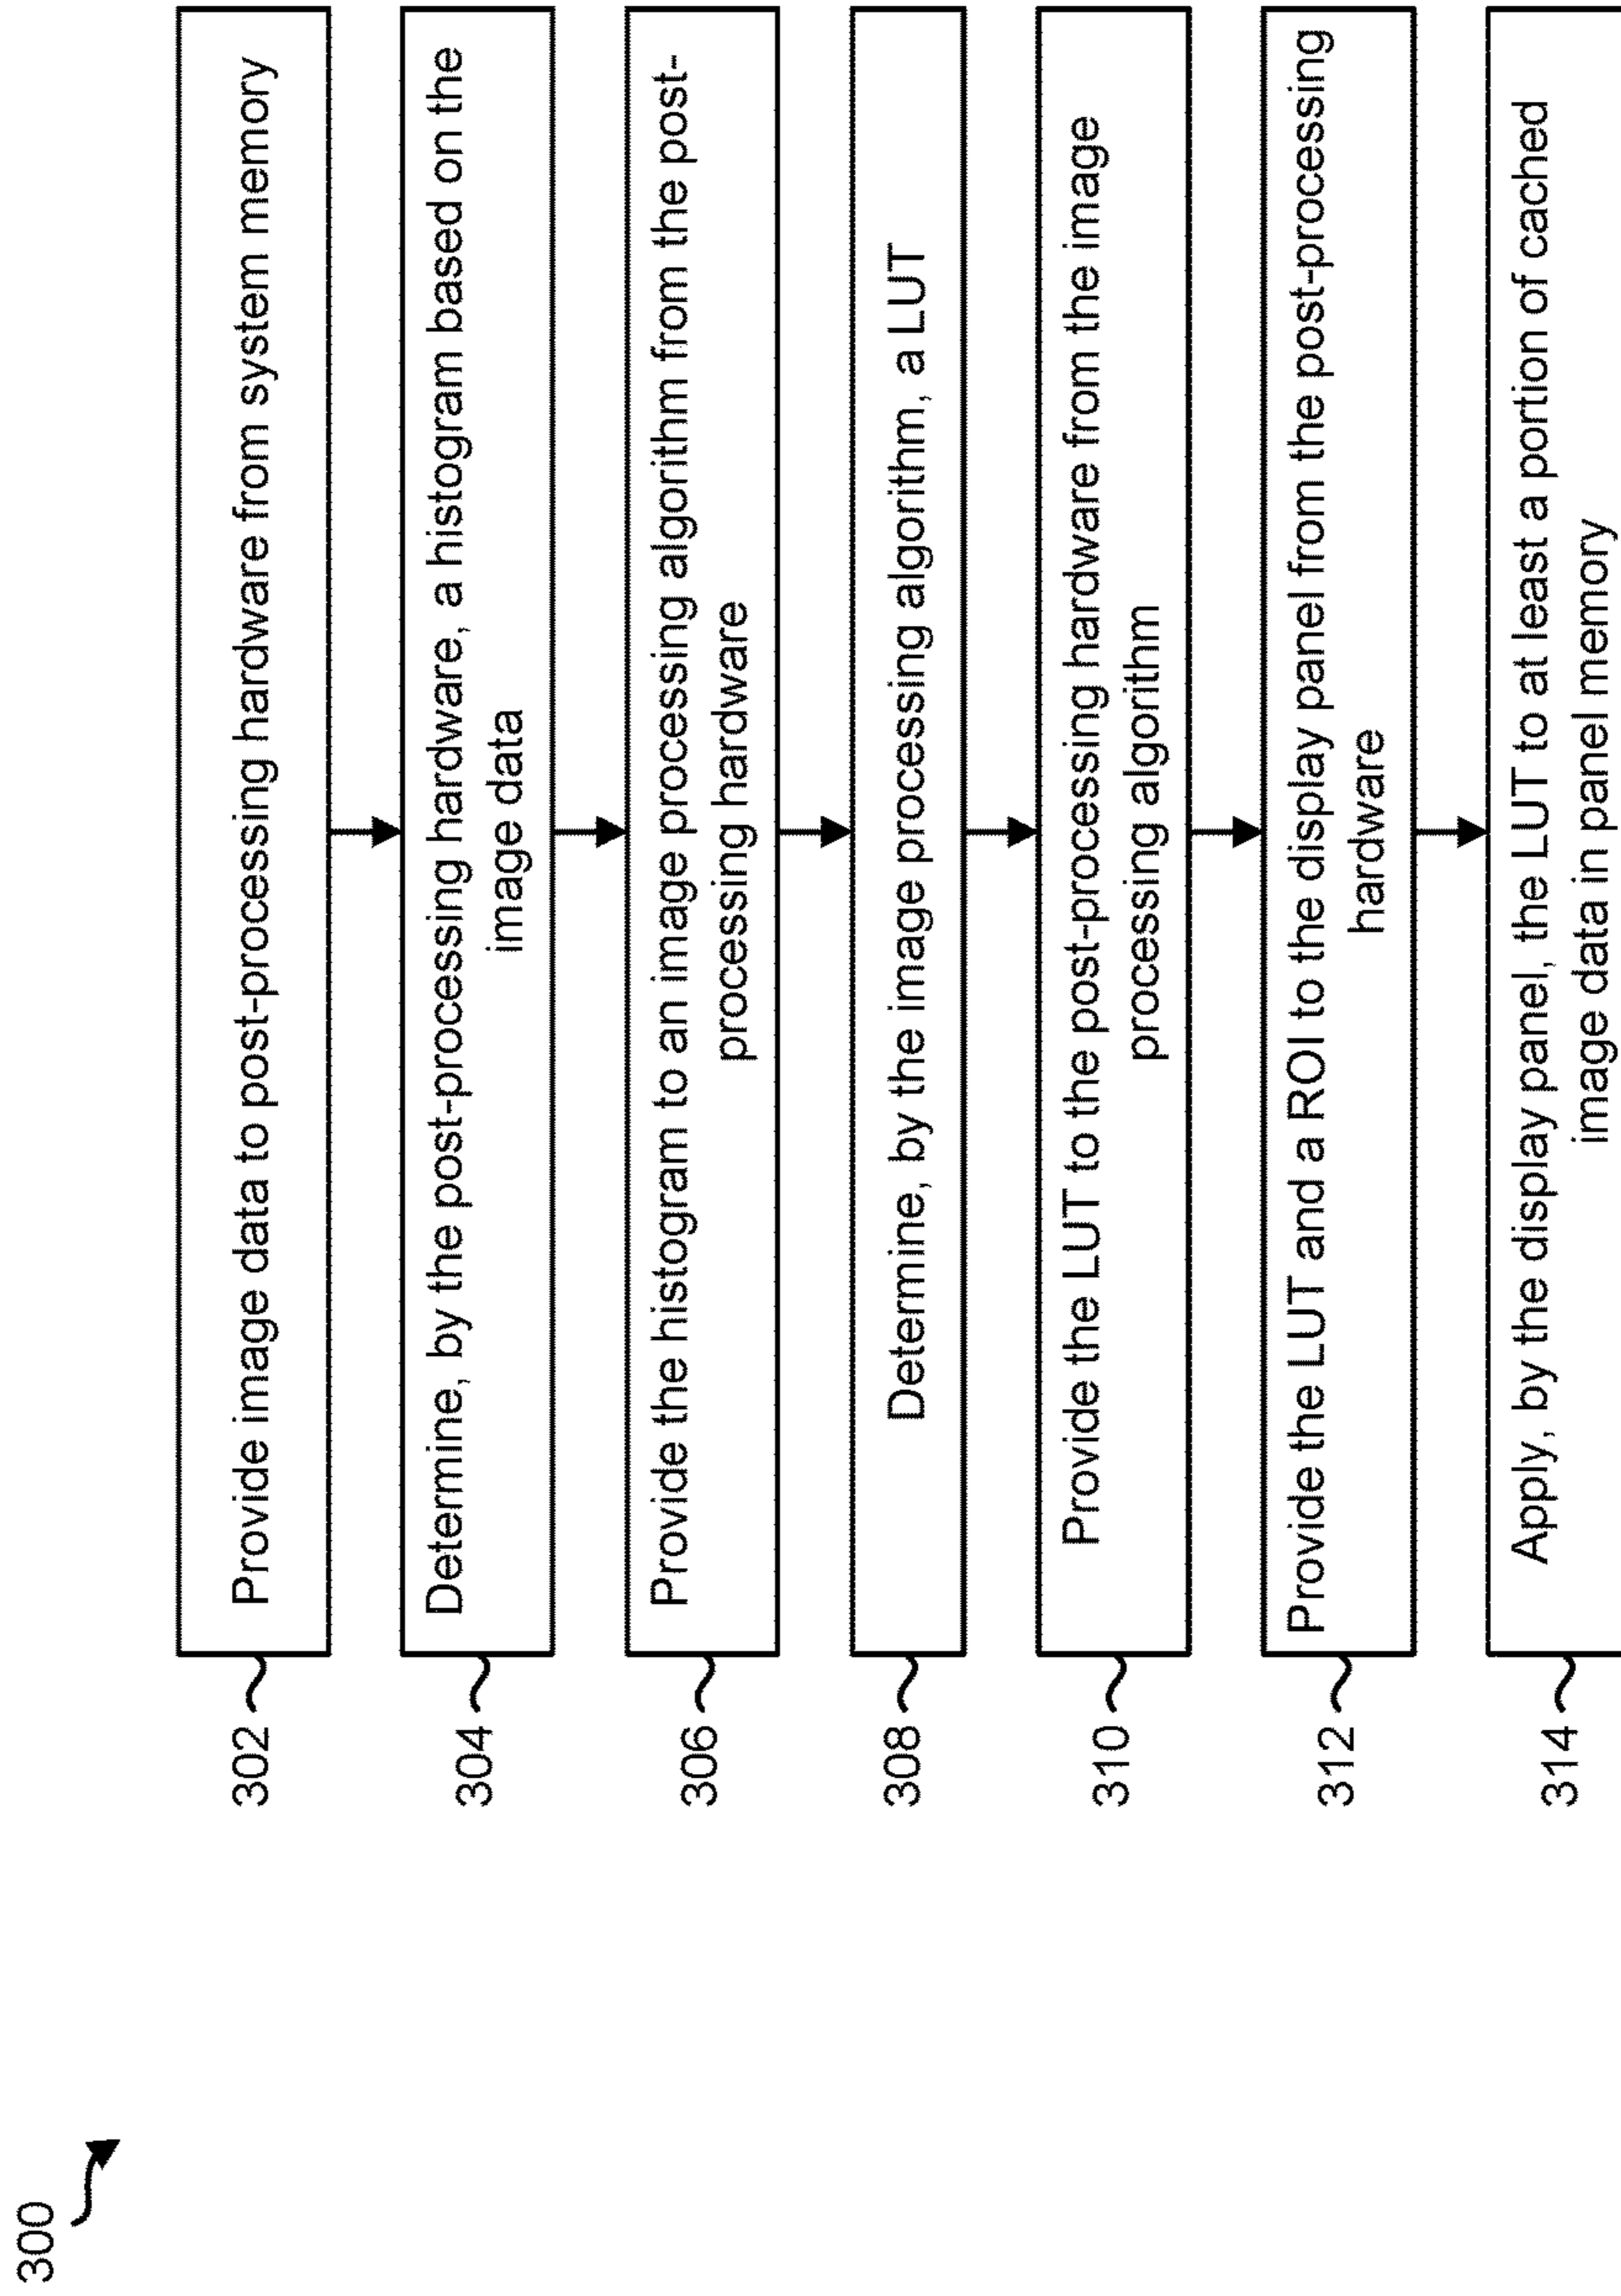 300
302
Provide image data to post-processing hardware from system memory
304
Determine, by the post-processing hardware, a histogram based on the
image data
306
Provide the histogram to an image processing algorithm from the post-
processing hardware
308
Determine, by the image processing algorithm, a LUT
310
Provide the LUT to the post-processing hardware from the image
processing algorithm
312
Provide the LUT and a ROI to the display panel from the post-processing
hardware
314
Apply, by the display panel, the LUT to at least a portion of cached
image data in panel memory